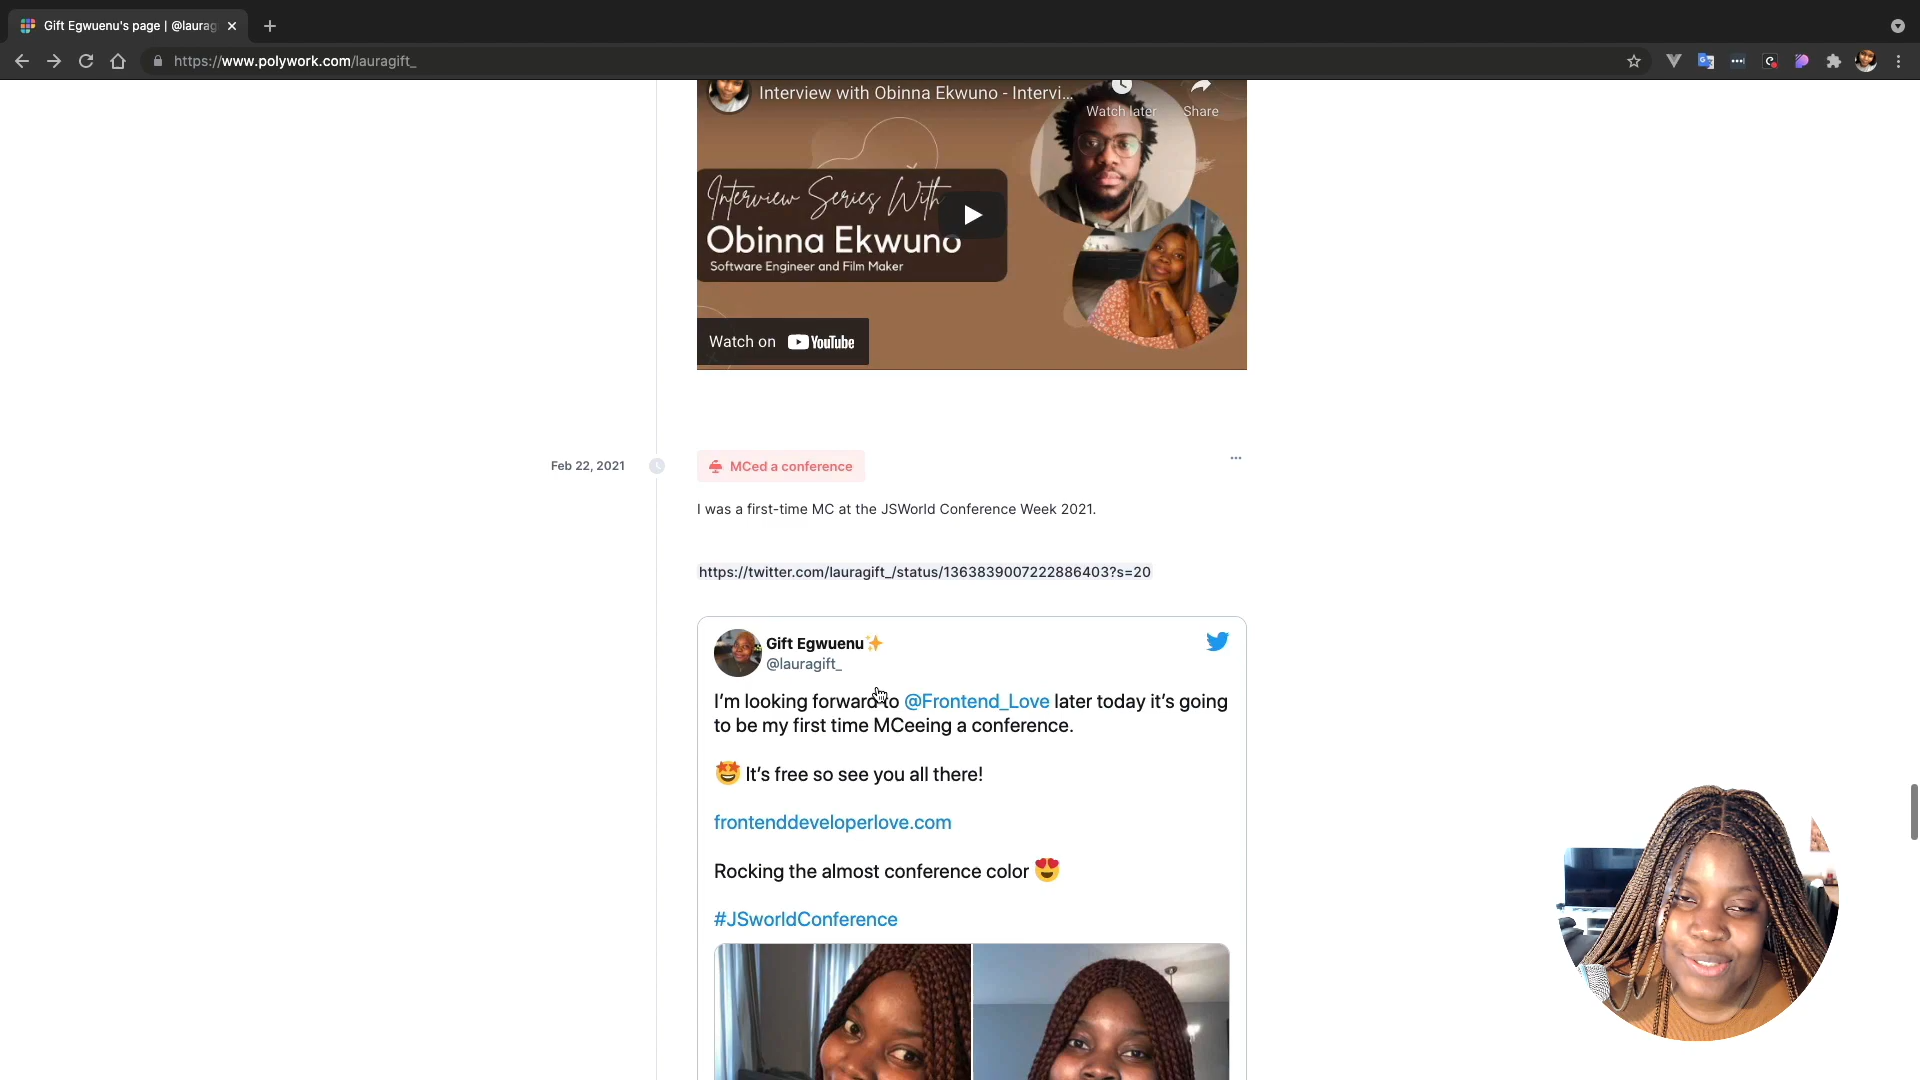 Gift Egwuenu's page | @laurag
https://www.polywork.com/lauragift_
Interview with Obinna Ekwuno - Intervi...
Watch later
Share
Interview Series With
Obinna Ekwuno
Software Engineer and Film Maker
Watch on YouTube
Feb 22, 2021
MCed a conference
I was a first-time MC at the JSWorld Conference Week 2021.
https://twitter.com/lauragift_/status/1363839007222886403?s=20
Gift Egwuenu✨
@lauragift_
I'm looking forward to @Frontend_Love later today it's going
to be my first time MCeeing a conference.
🤩 It's free so see you all there!
frontenddeveloperlove.com
Rocking the almost conference color 😍
#JSworldConference